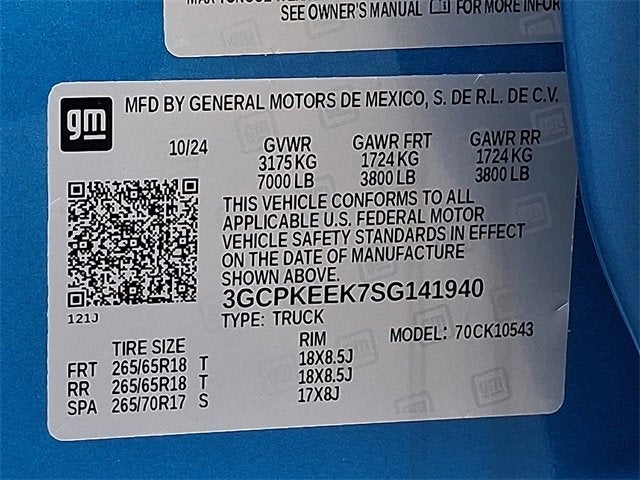 SEE OWNER'S MANUAL FOR MORE INFOR
gm
MFD BY GENERAL MOTORS DE MEXICO, S. DE R.L. DE C.V.
10/24 GVWR GAWR FRT GAWR RR
3175 KG 1724 KG 1724 KG
7000 LB 3800 LB 3800 LB
THIS VEHICLE CONFORMS TO ALL
APPLICABLE U.S. FEDERAL MOTOR
VEHICLE SAFETY STANDARDS IN EFFECT
ON THE DATE OF MANUFACTURE
SHOWN ABOVE.
3GCPKEEK7SG141940
121J
TYPE: TRUCK MODEL: 70CK10543
TIRE SIZE RIM
FRT 265/65R18 T 18X8.5J
RR 265/65R18 T 18X8.5J
SPA 265/70R17 S 17X8J